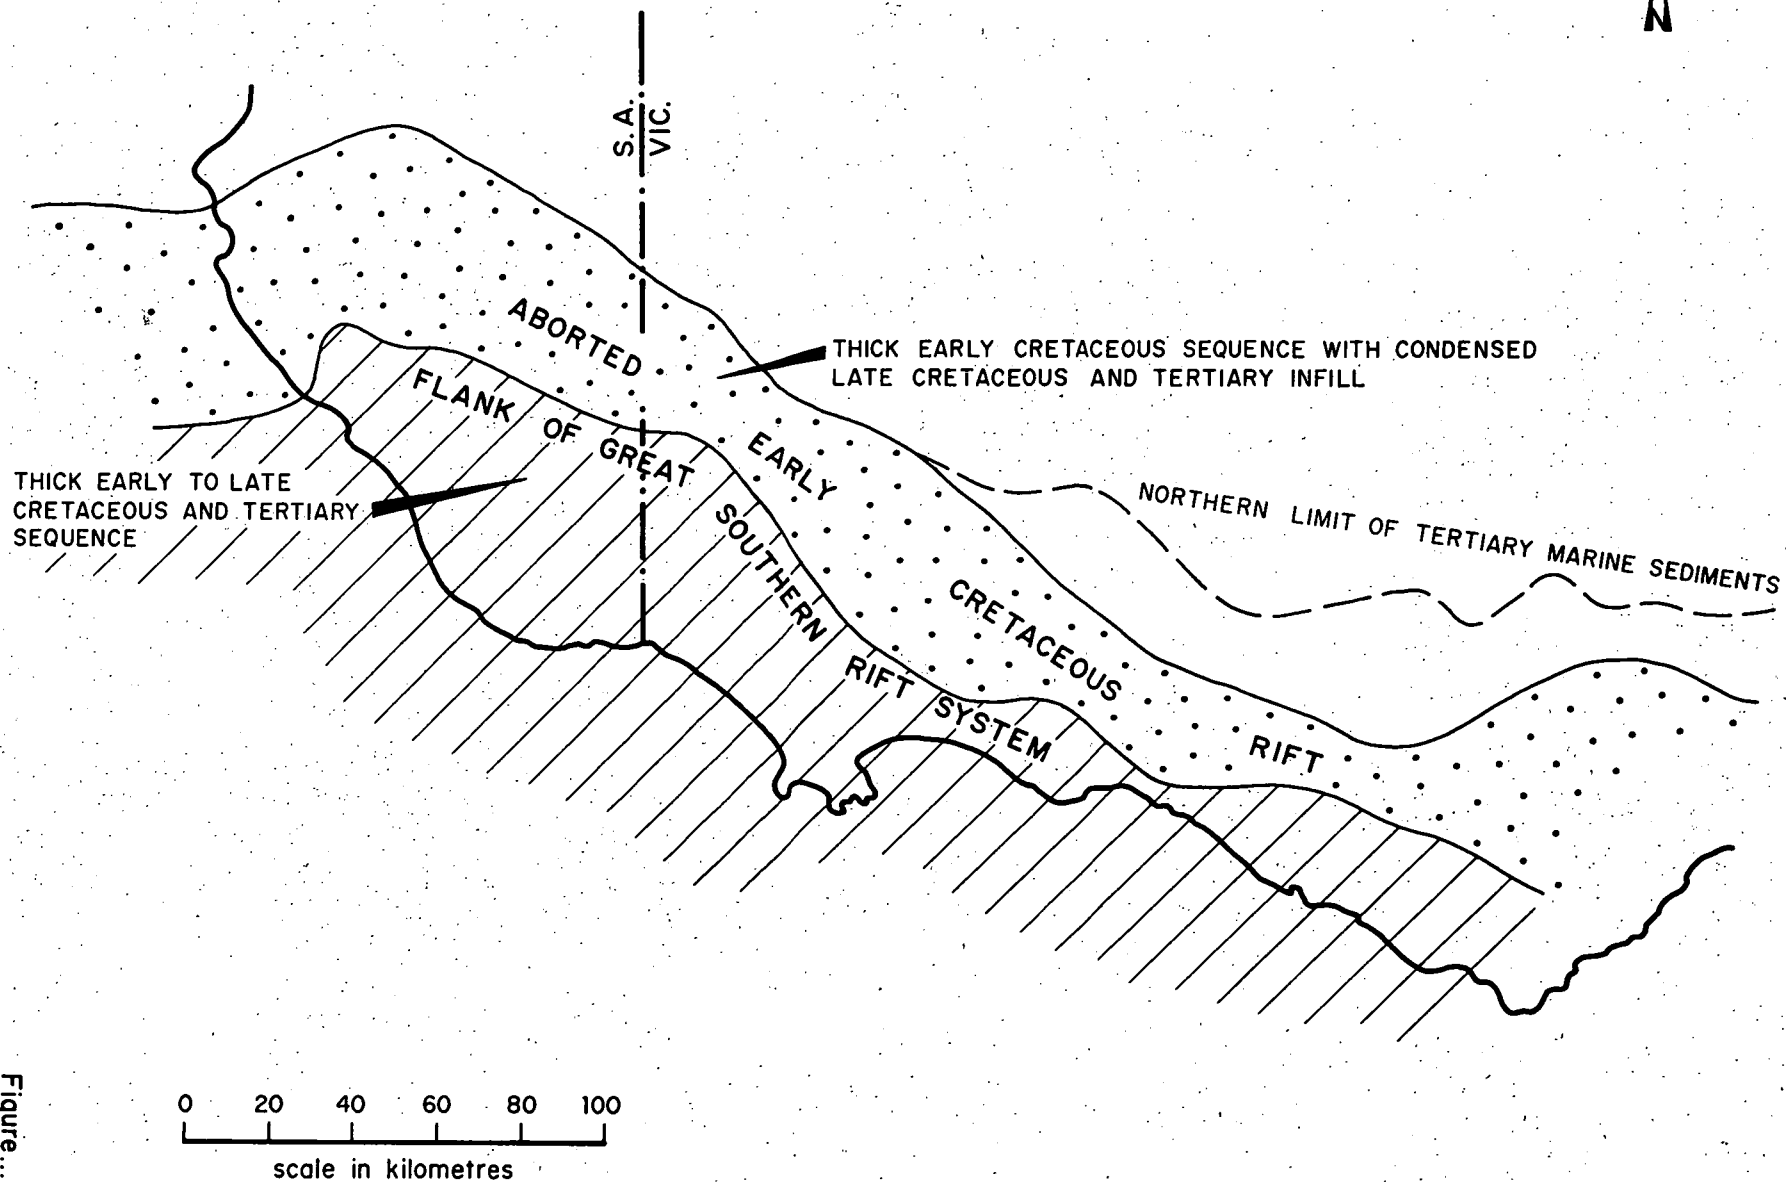 N
S.A.
VIC.
ABORTED EARLY CRETACEOUS RIFT
THICK EARLY CRETACEOUS SEQUENCE WITH CONDENSED
LATE CRETACEOUS AND TERTIARY INFILL
FLANK OF GREAT SOUTHERN RIFT SYSTEM
THICK EARLY TO LATE
CRETACEOUS AND TERTIARY
SEQUENCE
NORTHERN LIMIT OF TERTIARY MARINE SEDIMENTS
0 20 40 60 80 100
scale in kilometres
Figure...